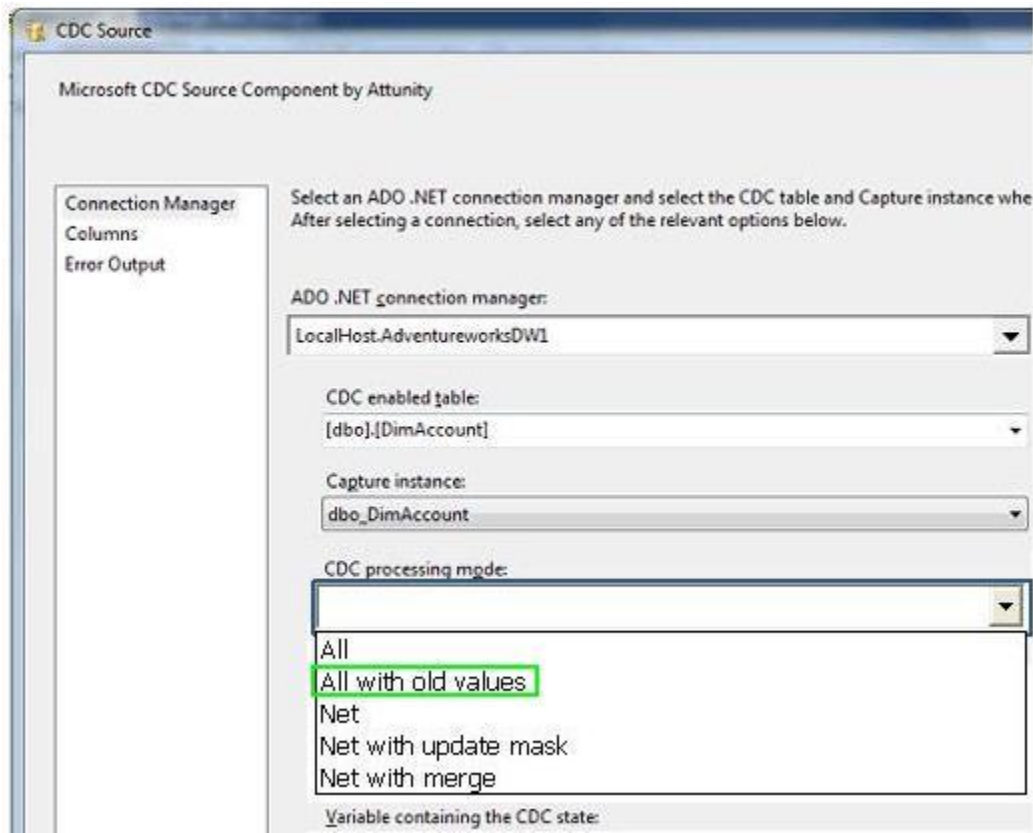 CDC Source
Microsoft CDC Source Component by Attunity
Connection Manager
Columns
Error Output
Select an ADO .NET connection manager and select the CDC table and Capture instance whe
After selecting a connection, select any of the relevant options below.
ADO .NET connection manager:
LocalHost.AdventureworksDW1
CDC enabled table:
[dbo].[DimAccount]
Capture instance:
dbo_DimAccount
CDC processing mode:
All
All with old values
Net
Net with update mask
Net with merge
Variable containing the CDC state: